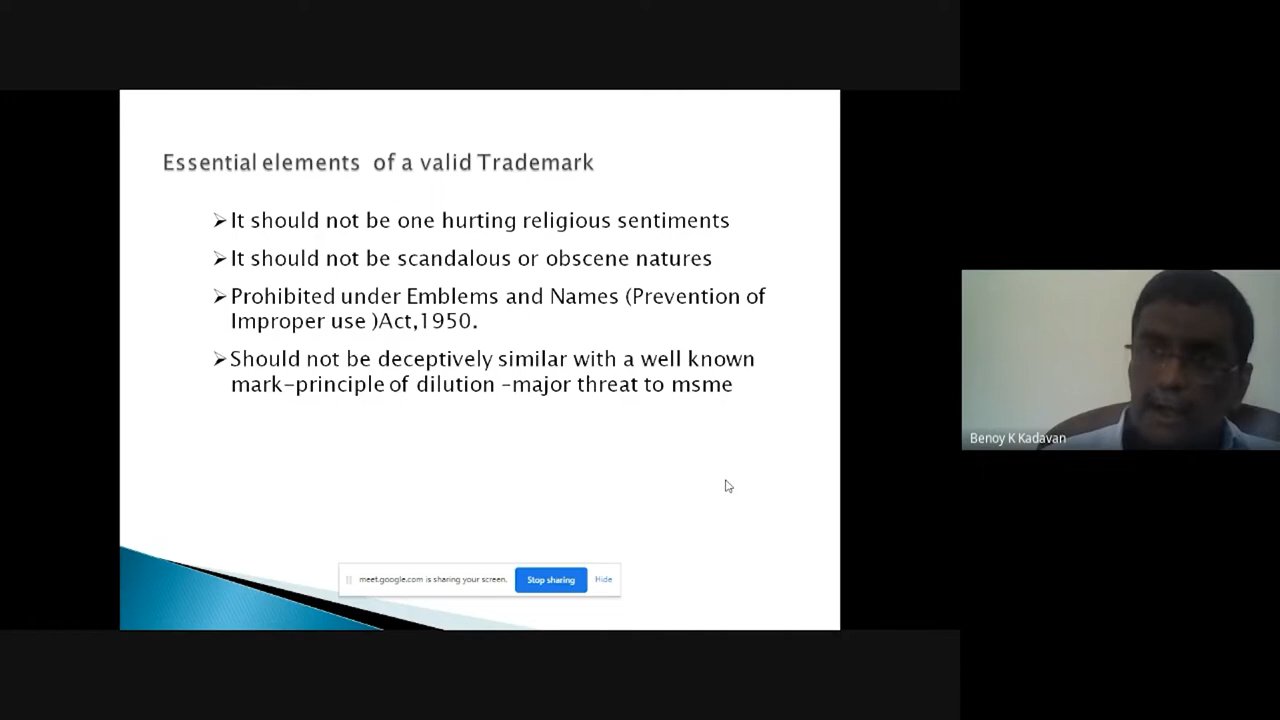 Essential elements of a valid Trademark
It should not be one hurting religious sentiments
It should not be scandalous or obscene natures
Prohibited under Emblems and Names (Prevention of
Improper use )Act,1950.
Should not be deceptively similar with a well known
mark-principle of dilution -major threat to msme
Benoy K Kadavan
meet.google.com is sharing your screen.
Stop sharing
Hide